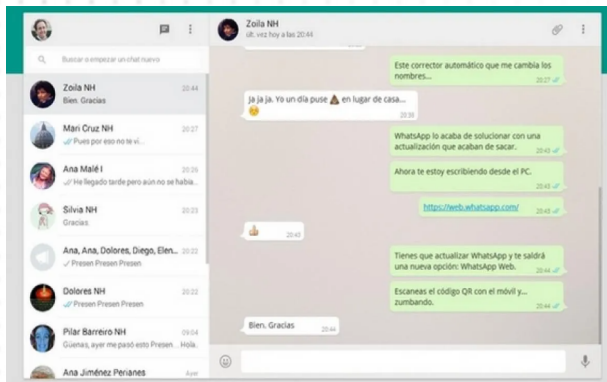 Zoila NH
últ. vez hoy a las 20:44
Buscar o empezar un chat nuevo
Zoila NH 20:44
Bien. Gracias
Mari Cruz NH 20:27
Pues por eso no te vi...
Ana Malé I 20:26
He llegado tarde pero aún no se había...
Silvia NH 20:23
Gracias.
Ana, Ana, Dolores, Diego, Elen... 20:22
Presen Presen Presen
Dolores NH 20:22
Presen Presen Presen
Pilar Barreiro NH 09:04
Güenas, ayer me pasó esto Presen... Hola.
Ana Jiménez Perianes Ayer
Este corrector automático que me cambia los
nombres...
20:27
Ja ja ja. Yo un día puse 💩 en lugar de casa...
20:39
WhatsApp lo acaba de solucionar con una
actualización que acaban de sacar.
20:43
Ahora te estoy escribiendo desde el PC.
20:43
https://web.whatsapp.com/ 20:43
20:43
Tienes que actualizar WhatsApp y te saldrá
una nueva opción: WhatsApp Web.
20:44
Escaneas el código QR con el móvil y...
zumbando.
20:44
Bien. Gracias 20:44